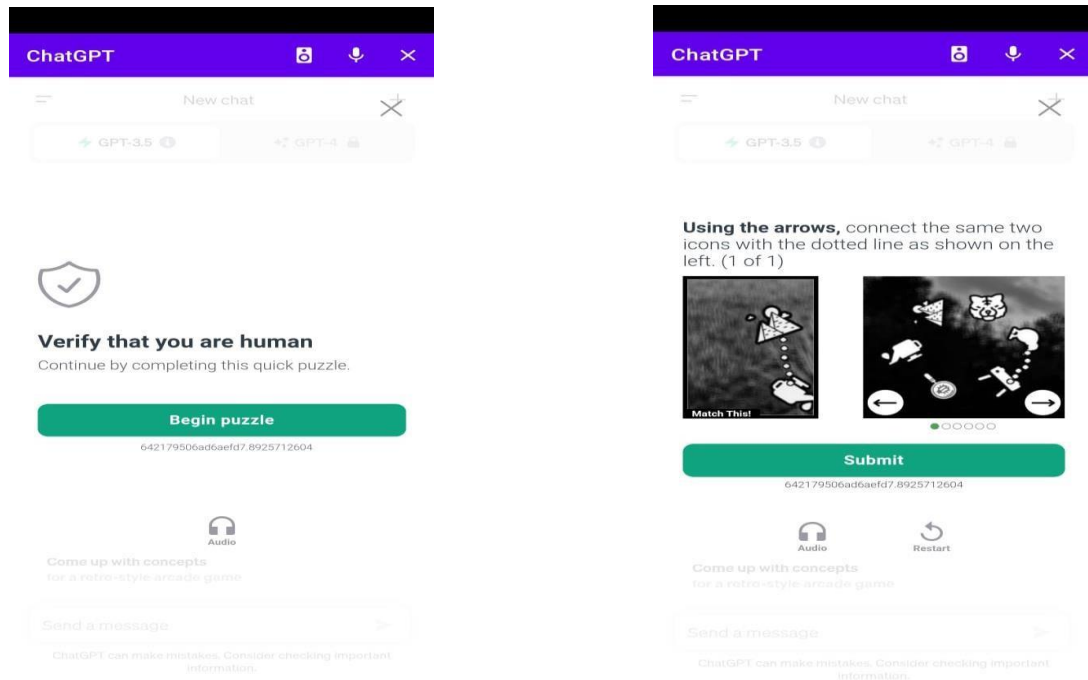 ChatGPT
New chat
GPT-3.5
GPT-4
Verify that you are human
Continue by completing this quick puzzle.
Begin puzzle
642179506ad6aefd7.8925712604
Audio
Come up with concepts
for a retro-style arcade game
Send a message
ChatGPT can make mistakes. Consider checking important
information.
ChatGPT
New chat
GPT-3.5
GPT-4
Using the arrows, connect the same two
icons with the dotted line as shown on the
left. (1 of 1)
Match This!
Submit
642179506ad6aefd7.8925712604
Audio
Restart
Come up with concepts
for a retro-style arcade game
Send a message
ChatGPT can make mistakes. Consider checking important
information.